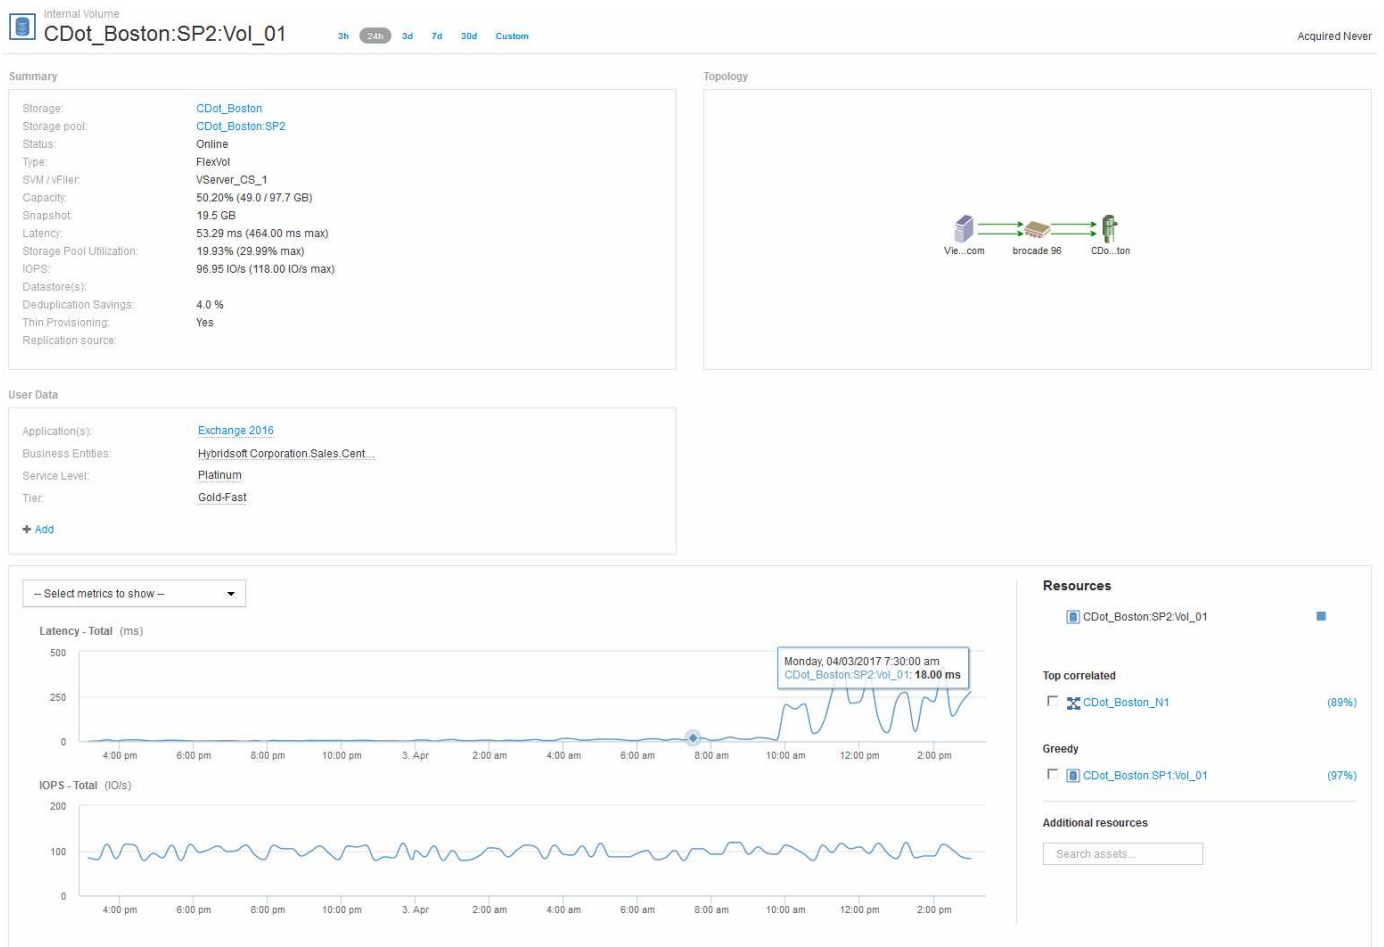 Internal Volume
CDot_Boston:SP2:Vol_01
3h 24h 3d 7d 30d Custom
Acquired Never
Summary
Storage: CDot_Boston
Storage pool: CDot_Boston:SP2
Status: Online
Type: FlexVol
SVM / vFiler: VServer_CS_1
Capacity: 50.20% (49.0 / 97.7 GB)
Snapshot: 19.5 GB
Latency: 53.29 ms (464.00 ms max)
Storage Pool Utilization: 19.93% (29.99% max)
IOPS: 96.95 IO/s (118.00 IO/s max)
Datastore(s):
Deduplication Savings: 4.0 %
Thin Provisioning: Yes
Replication source:
Topology
Vie...com brocade 96 CDo...ton
User Data
Application(s): Exchange 2016
Business Entities: Hybridsoft Corporation.Sales.Cent...
Service Level: Platinum
Tier: Gold-Fast
+ Add
-- Select metrics to show --
Latency - Total (ms)
500
250
0
Monday, 04/03/2017 7:30:00 am
CDot_Boston:SP2:Vol_01: 18.00 ms
4:00 pm 6:00 pm 8:00 pm 10:00 pm 3. Apr 2:00 am 4:00 am 6:00 am 8:00 am 10:00 am 12:00 pm 2:00 pm
IOPS - Total (IO/s)
200
100
0
4:00 pm 6:00 pm 8:00 pm 10:00 pm 3. Apr 2:00 am 4:00 am 6:00 am 8:00 am 10:00 am 12:00 pm 2:00 pm
Resources
CDot_Boston:SP2:Vol_01
Top correlated
CDot_Boston_N1 (89%)
Greedy
CDot_Boston:SP1:Vol_01 (97%)
Additional resources
Search assets...